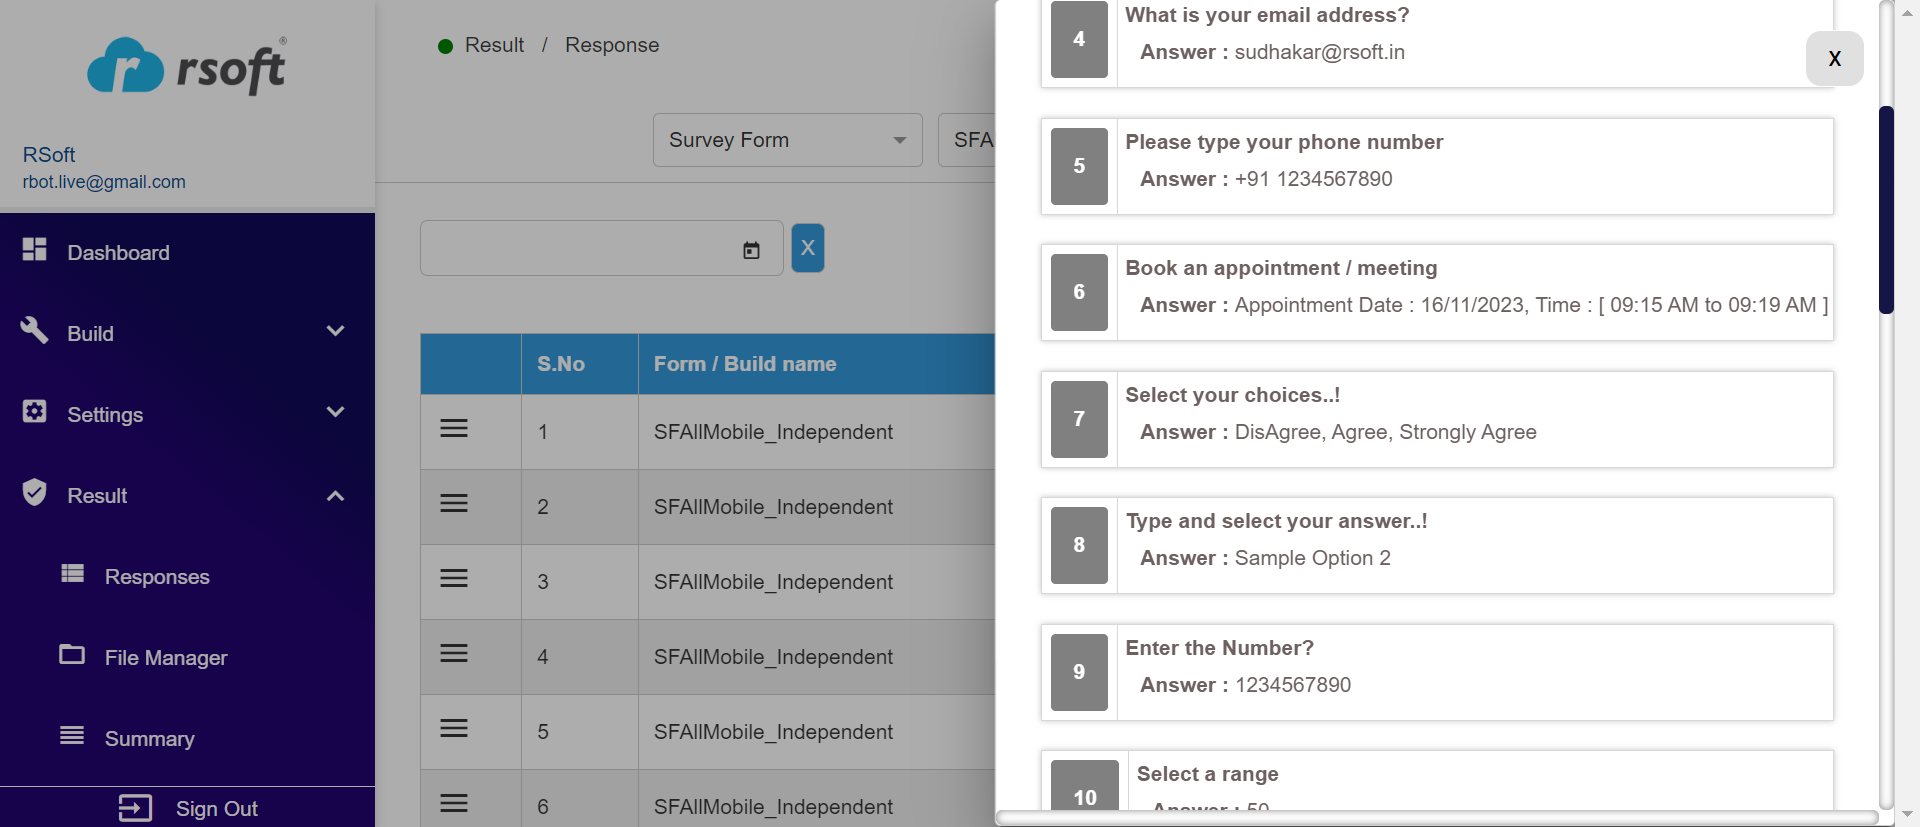 rsoft®
RSoft
rbot.live@gmail.com
Dashboard
Build
Settings
Result
Responses
File Manager
Summary
Sign Out
Result / Response
Survey Form
SFA
X
S.No
Form / Build name
1
SFAllMobile_Independent
2
SFAllMobile_Independent
3
SFAllMobile_Independent
4
SFAllMobile_Independent
5
SFAllMobile_Independent
6
SFAllMobile_Independent
X
4
What is your email address?
Answer : sudhakar@rsoft.in
5
Please type your phone number
Answer : +91 1234567890
6
Book an appointment / meeting
Answer : Appointment Date : 16/11/2023, Time : [ 09:15 AM to 09:19 AM ]
7
Select your choices..!
Answer : DisAgree, Agree, Strongly Agree
8
Type and select your answer..!
Answer : Sample Option 2
9
Enter the Number?
Answer : 1234567890
10
Select a range
Answer : 50